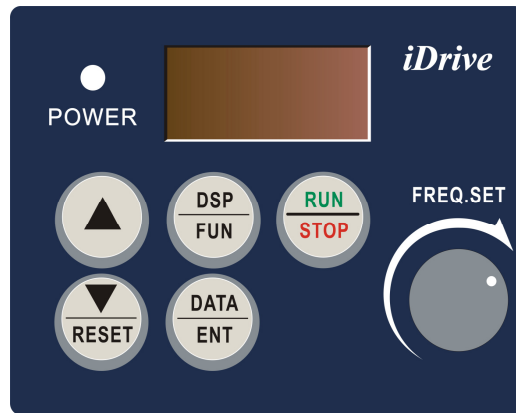 iDrive
POWER
DSP
FUN
RUN
STOP
FREQ.SET
RESET
DATA
ENT